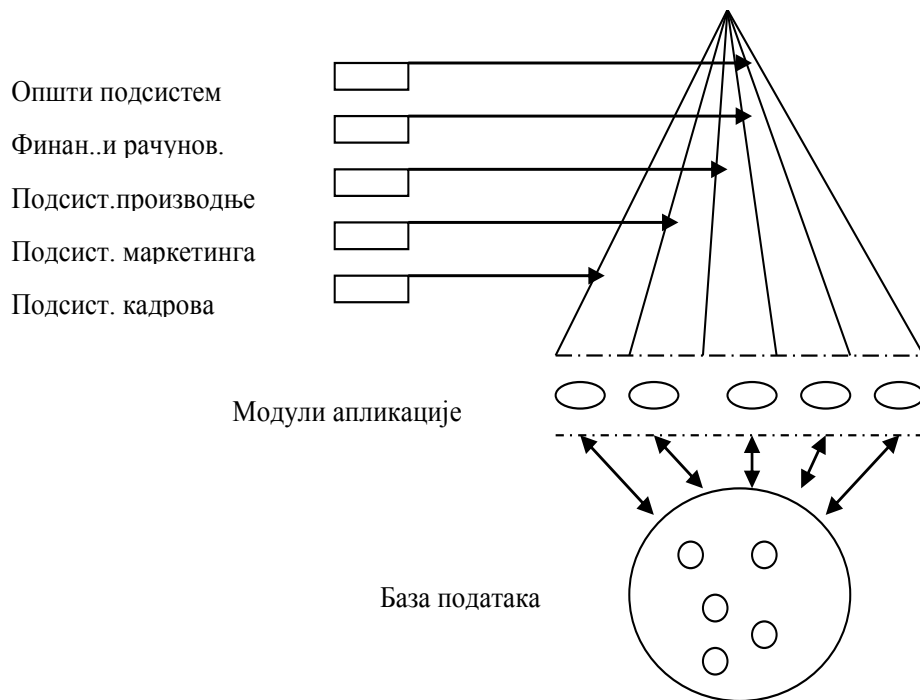 Општи подсистем
Финан..и рачунов.
Подсист.производње
Подсист. маркетинга
Подсист. кадрова
Модули апликације
База података